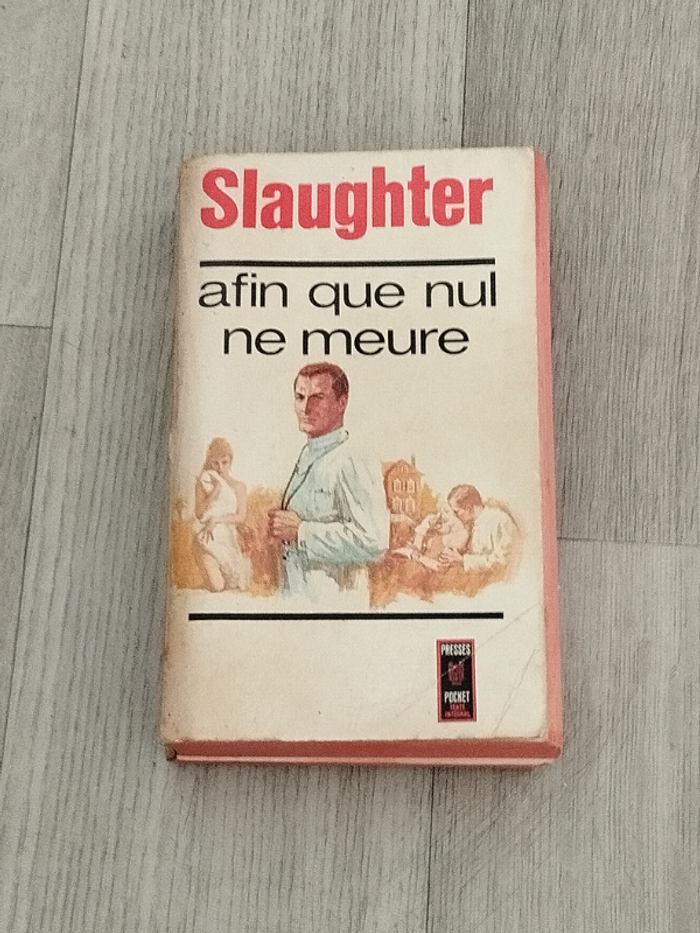 Slaughter
afin que nul
ne meure
PRESSES
POCKET
TEXTE
INTÉGRAL